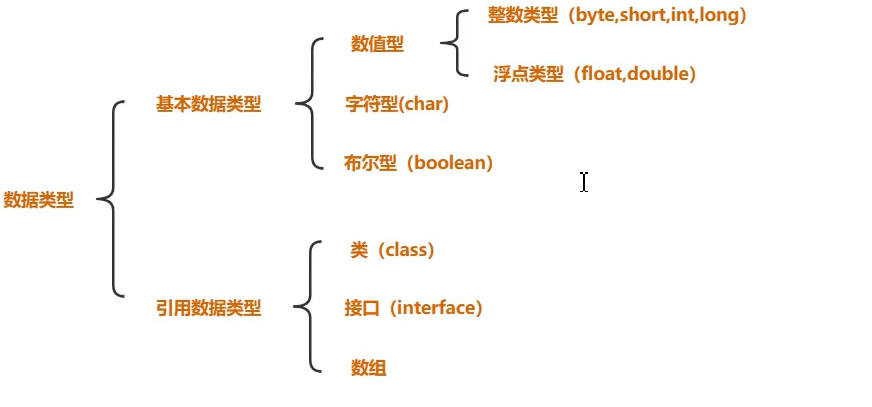 整数类型（byte,short,int,long）
数值型
浮点类型（float,double）
基本数据类型
字符型(char)
布尔型（boolean）
数据类型
类（class）
引用数据类型
接口（interface）
数组